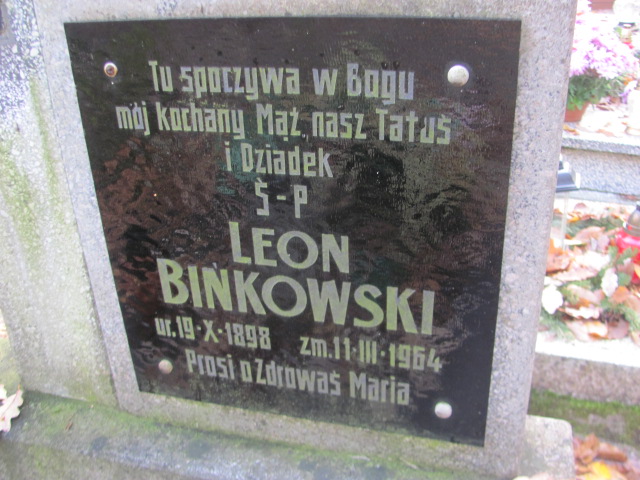 Tu spoczywa w Bogu
mój kochany Mąż, nasz Tatuś
i Dziadek
Ś-P
LEON
BIŃKOWSKI
ur.19·X·1898 zm.11·III·1964
Prosi o Zdrowaś Maria